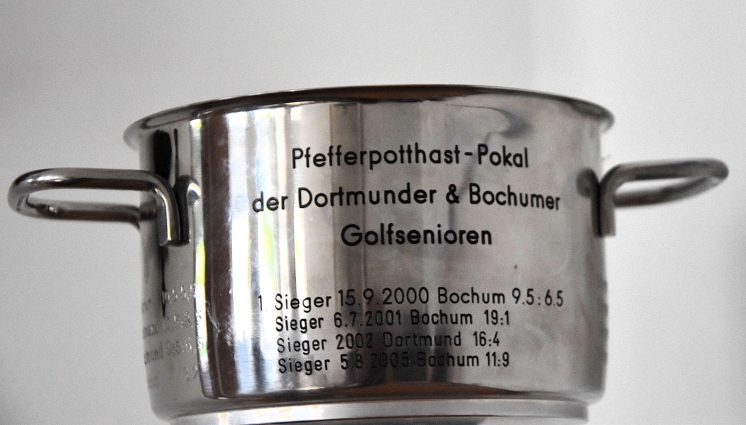 Pfefferpotthast-Pokal
der Dortmunder & Bochumer
Golfsenioren
1 Sieger 15.9.2000 Bochum 9.5:6.5
Sieger 6.7.2001 Bochum 19:1
Sieger 2002 Dortmund 16:4
Sieger 5.8.2005 Bochum 11:9